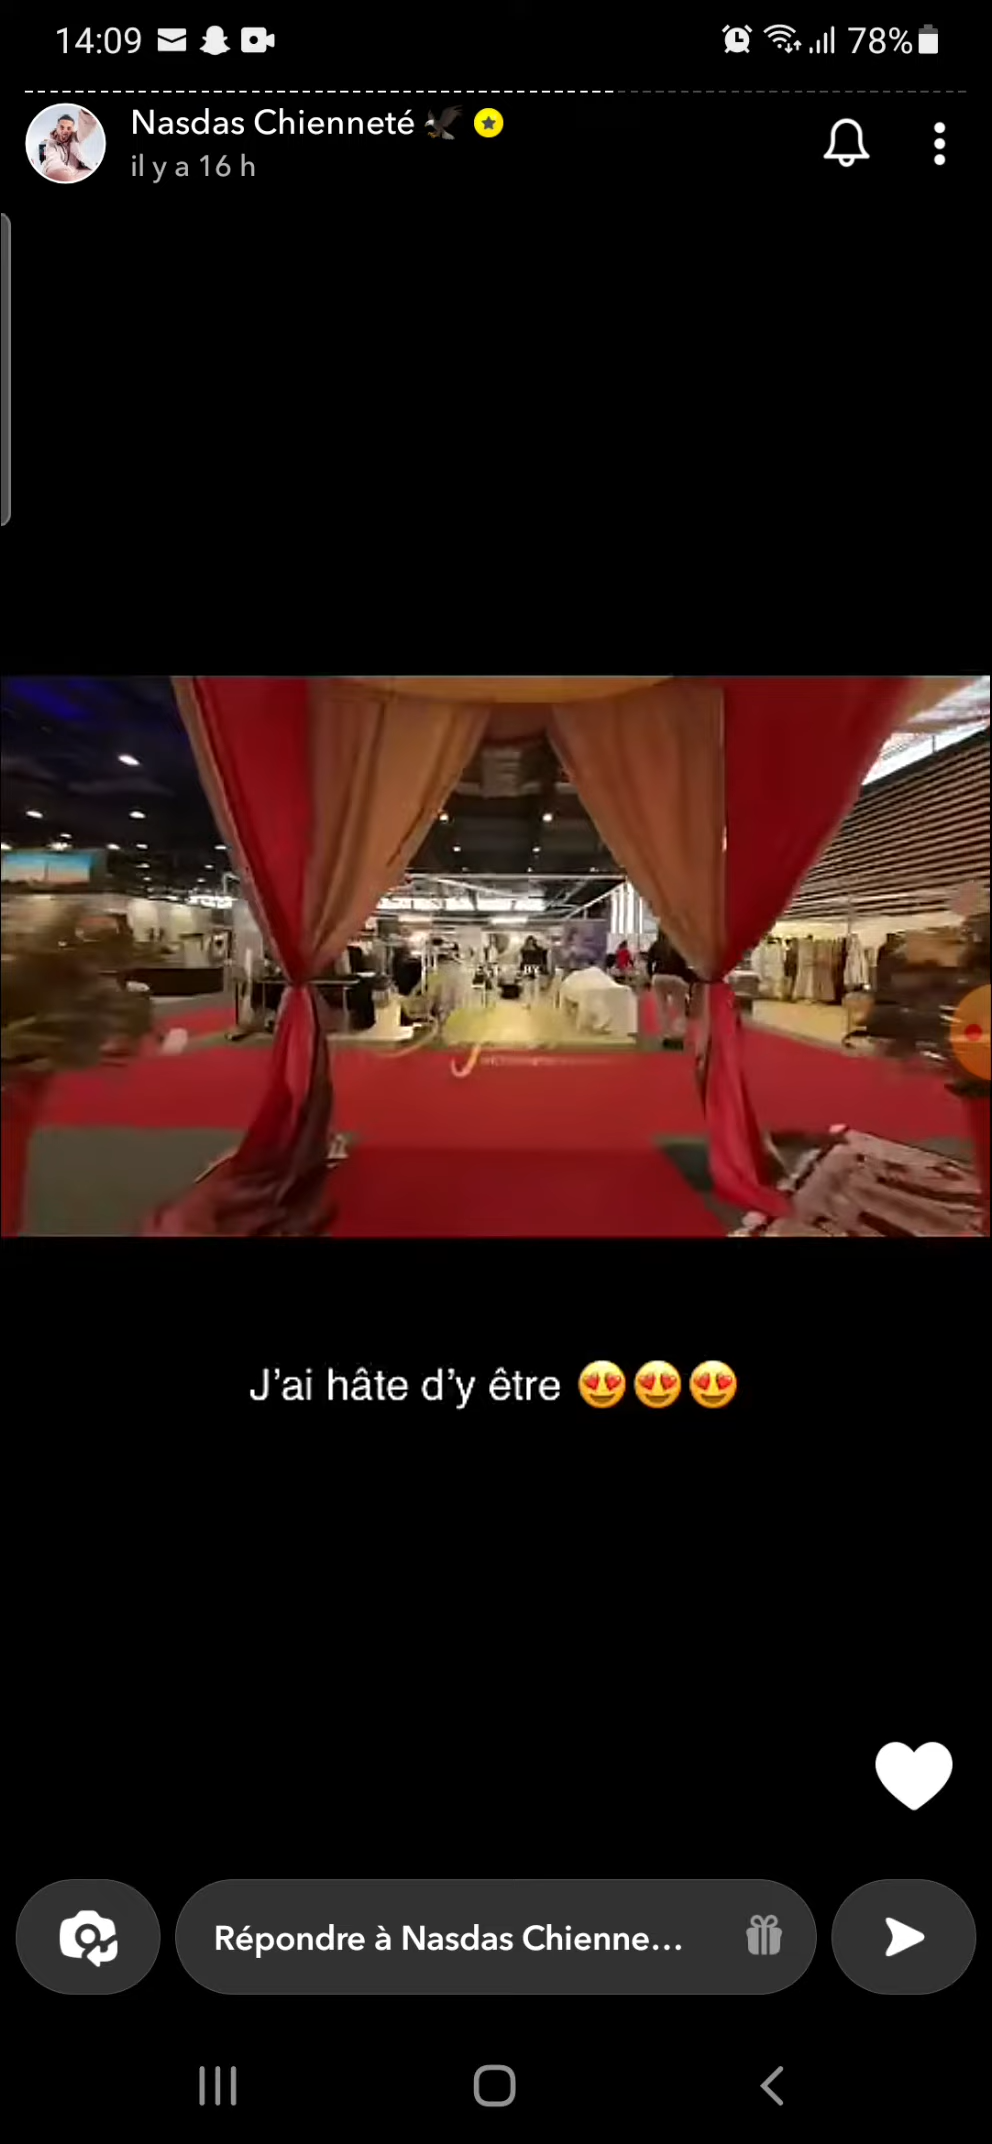 14:09
78%
Nasdas Chienneté 🦅
il y a 16 h
J'ai hâte d'y être 😍😍😍
Répondre à Nasdas Chienne...